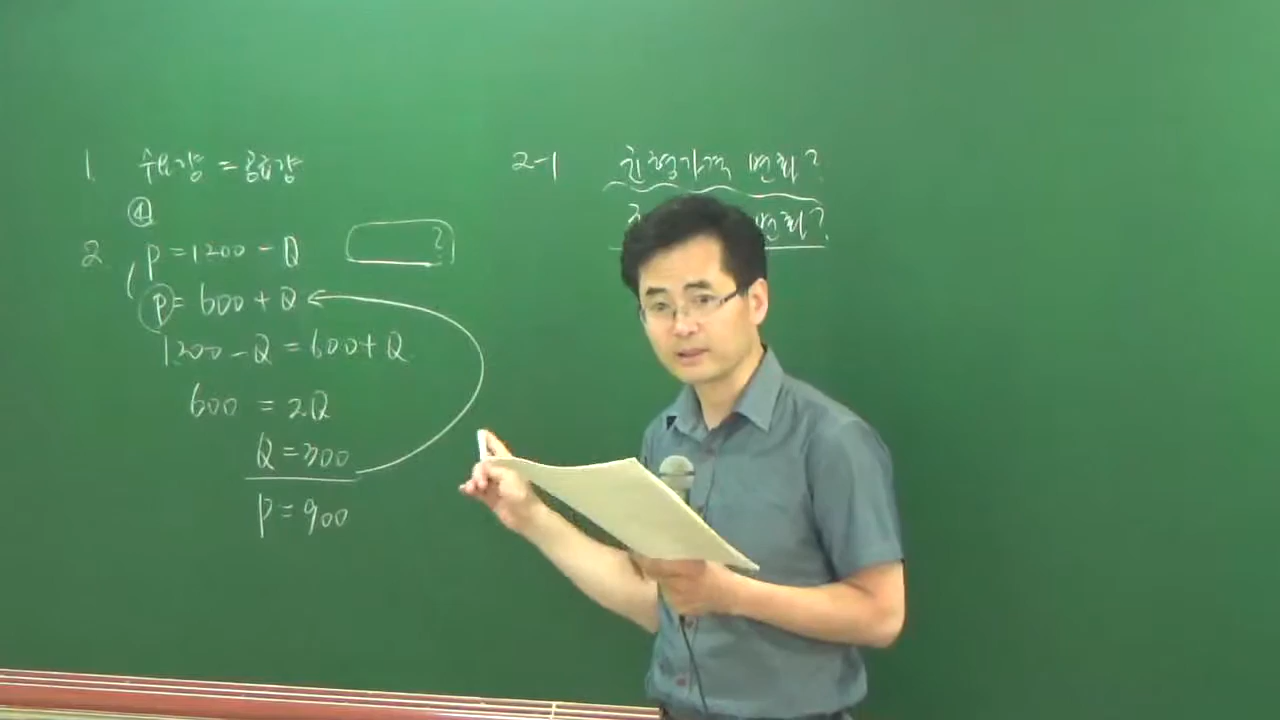 1. 수요량 = 공급량
④
2. P = 1200 - Q
?
P = 600 + Q
1200 - Q = 600 + Q
600 = 2Q
Q = 300
P = 900
2-1 균형가격 변화?
변화?